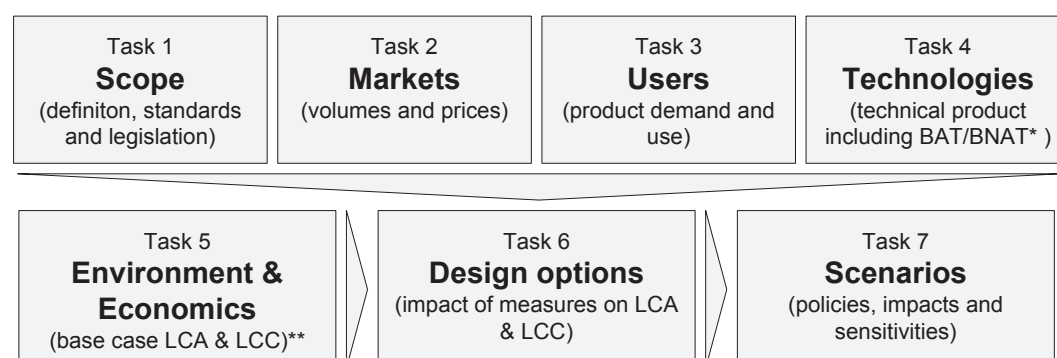 Task 1
Scope
(definiton, standards
and legislation)
Task 2
Markets
(volumes and prices)
Task 3
Users
(product demand and
use)
Task 4
Technologies
(technical product
including BAT/BNAT* )
Task 5
Environment &
Economics
(base case LCA & LCC)**
Task 6
Design options
(impact of measures on LCA
& LCC)
Task 7
Scenarios
(policies, impacts and
sensitivities)